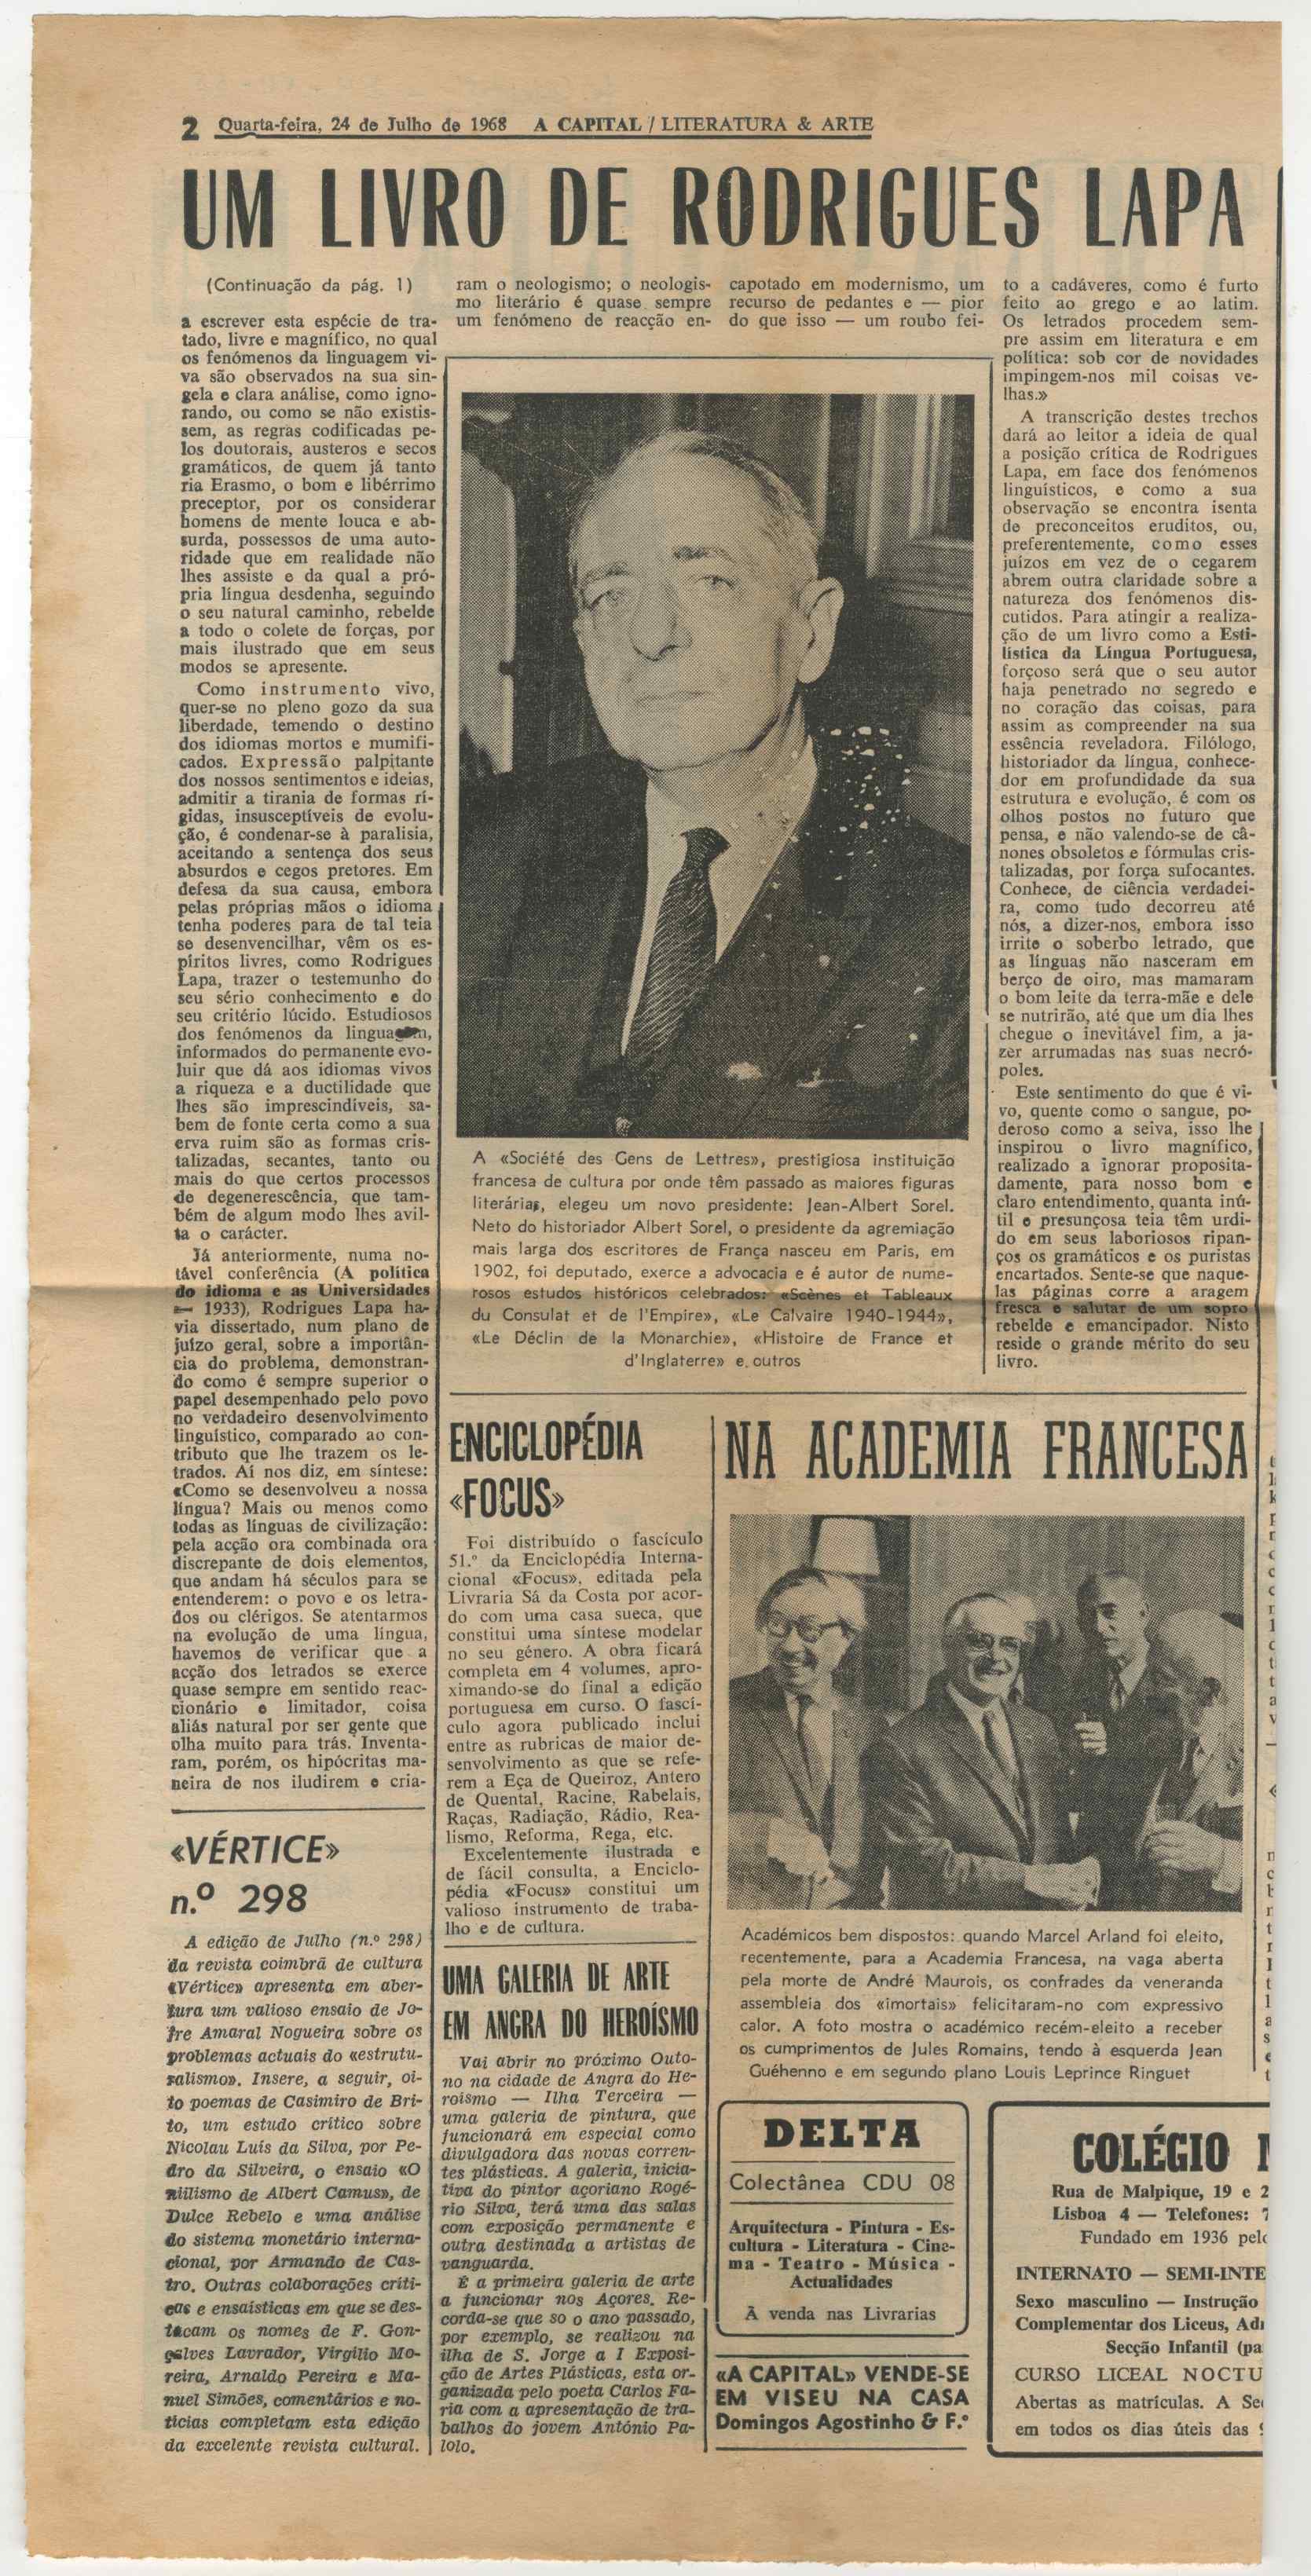 2 Quarta-feira, 24 de Julho de 1968 A CAPITAL / LITERATURA & ARTE
UM LIVRO DE RODRIGUES LAPA
(Continuação da pág. 1)
a escrever esta espécie de tra-
tado, livre e magnífico, no qual
os fenómenos da linguagem vi-
va são observados na sua sin-
gela e clara análise, como igno-
rando, ou como se não existis-
sem, as regras codificadas pe-
los doutorais, austeros e secos
gramáticos, de quem já tanto
ria Erasmo, o bom e libérrimo
preceptor, por os considerar
homens de mente louca e ab-
surda, possessos de uma auto-
ridade que em realidade não
lhes assiste e da qual a pró-
pria língua desdenha, seguindo
o seu natural caminho, rebelde
a todo o colete de forças, por
mais ilustrado que em seus
modos se apresente.
Como instrumento vivo,
quer-se no pleno gozo da sua
liberdade, temendo o destino
dos idiomas mortos e mumifi-
cados. Expressão palpitante
dos nossos sentimentos e ideias,
admitir a tirania de formas rí-
gidas, insusceptíveis de evolu-
ção, é condenar-se à paralisia,
aceitando a sentença dos seus
absurdos e cegos pretores. Em
defesa da sua causa, embora
pelas próprias mãos o idioma
tenha poderes para de tal teia
se desenvencilhar, vêm os es-
píritos livres, como Rodrigues
Lapa, trazer o testemunho do
seu sério conhecimento e do
seu critério lúcido. Estudiosos
dos fenómenos da linguagem,
informados do permanente evo-
luir que dá aos idiomas vivos
a riqueza e a ductilidade que
lhes são imprescindíveis, sa-
bem de fonte certa como a sua
erva ruim são as formas cris-
talizadas, secantes, tanto ou
mais do que certos processos
de degenerescência, que tam-
bém de algum modo lhes avil-
ta o carácter.
Já anteriormente, numa no-
tável conferência (A política
do idioma e as Universidades
— 1933), Rodrigues Lapa ha-
via dissertado, num plano de
juízo geral, sobre a importân-
cia do problema, demonstran-
do como é sempre superior o
papel desempenhado pelo povo
no verdadeiro desenvolvimento
linguístico, comparado ao con-
tributo que lhe trazem os le-
trados. Aí nos diz, em síntese:
«Como se desenvolveu a nossa
língua? Mais ou menos como
todas as línguas de civilização:
pela acção ora combinada ora
discrepante de dois elementos,
que andam há séculos para se
entenderem: o povo e os letra-
dos ou clérigos. Se atentarmos
na evolução de uma língua,
havemos de verificar que a
acção dos letrados se exerce
quase sempre em sentido reac-
cionário e limitador, coisa
aliás natural por ser gente que
olha muito para trás. Inventa-
ram, porém, os hipócritas ma-
neira de nos iludirem e cria-
ram o neologismo; o neologis-
mo literário é quase sempre
um fenómeno de reacção en-
capotado em modernismo, um
recurso de pedantes e — pior
do que isso — um roubo fei-
to a cadáveres, como é furto
feito ao grego e ao latim.
Os letrados procedem sem-
pre assim em literatura e em
política: sob cor de novidades
impingem-nos mil coisas ve-
lhas.»
A transcrição destes trechos
dará ao leitor a ideia de qual
a posição crítica de Rodrigues
Lapa, em face dos fenómenos
linguísticos, e como a sua
observação se encontra isenta
de preconceitos eruditos, ou,
preferentemente, como esses
juízos em vez de o cegarem
abrem outra claridade sobre a
natureza dos fenómenos dis-
cutidos. Para atingir a realiza-
ção de um livro como a Esti-
lística da Língua Portuguesa,
forçoso será que o seu autor
haja penetrado no segredo e
no coração das coisas, para
assim as compreender na sua
essência reveladora. Filólogo,
historiador da língua, conhece-
dor em profundidade da sua
estrutura e evolução, é com os
olhos postos no futuro que
pensa, e não valendo-se de câ-
nones obsoletos e fórmulas cris-
talizadas, por força sufocantes.
Conhece, de ciência verdadei-
ra, como tudo decorreu até
nós, a dizer-nos, embora isso
irrite o soberbo letrado, que
as línguas não nasceram em
berço de oiro, mas mamaram
o bom leite da terra-mãe e dele
se nutrirão, até que um dia lhes
chegue o inevitável fim, a ja-
zer arrumadas nas suas necró-
poles.
Este sentimento do que é vi-
vo, quente como o sangue, po-
deroso como a seiva, isso lhe
inspirou o livro magnífico,
realizado a ignorar proposita-
damente, para nosso bom e
claro entendimento, quanta inú-
til e presunçosa teia têm urdi-
do em seus laboriosos ripan-
ços os gramáticos e os puristas
encartados. Sente-se que naque-
las páginas corre a aragem
fresca e salutar de um sopro
rebelde e emancipador. Nisto
reside o grande mérito do seu
livro.
A «Société des Gens de Lettres», prestigiosa instituição
francesa de cultura por onde têm passado as maiores figuras
literárias, elegeu um novo presidente: Jean-Albert Sorel.
Neto do historiador Albert Sorel, o presidente da agremiação
mais larga dos escritores de França nasceu em Paris, em
1902, foi deputado, exerce a advocacia e é autor de nume-
rosos estudos históricos celebrados: «Scènes et Tableaux
du Consulat et de l'Empire», «Le Calvaire 1940-1944»,
«Le Déclin de la Monarchie», «Histoire de France et
d'Inglaterre» e. outros
«VÉRTICE»
n.º 298
A edição de Julho (n.º 298)
da revista coimbrã de cultura
«Vértice» apresenta em aber-
tura um valioso ensaio de Jo-
fre Amaral Nogueira sobre os
problemas actuais do «estrutu-
ralismo». Insere, a seguir, oi-
to poemas de Casimiro de Bri-
to, um estudo crítico sobre
Nicolau Luís da Silva, por Pe-
dro da Silveira, o ensaio «O
niilismo de Albert Camus», de
Dulce Rebelo e uma análise
do sistema monetário interna-
cional, por Armando de Cas-
tro. Outras colaborações críti-
cas e ensaísticas em que se des-
tacam os nomes de F. Gon-
çalves Lavrador, Virgílio Mo-
reira, Arnaldo Pereira e Ma-
nuel Simões, comentários e no-
tícias completam esta edição
da excelente revista cultural.
ENCICLOPÉDIA
«FOCUS»
Foi distribuído o fascículo
51.º da Enciclopédia Interna-
cional «Focus», editada pela
Livraria Sá da Costa por acor-
do com uma casa sueca, que
constitui uma síntese modelar
no seu género. A obra ficará
completa em 4 volumes, apro-
ximando-se do final a edição
portuguesa em curso. O fascí-
culo agora publicado inclui
entre as rubricas de maior de-
senvolvimento as que se refe-
rem a Eça de Queiroz, Antero
de Quental, Racine, Rabelais,
Raças, Radiação, Rádio, Rea-
lismo, Reforma, Rega, etc.
Excelentemente ilustrada e
de fácil consulta, a Enciclo-
pédia «Focus» constitui um
valioso instrumento de traba-
lho e de cultura.
UMA GALERIA DE ARTE
EM ANGRA DO HEROÍSMO
Vai abrir no próximo Outo-
no na cidade de Angra do He-
roísmo — Ilha Terceira —
uma galeria de pintura, que
funcionará em especial como
divulgadora das novas corren-
tes plásticas. A galeria, inicia-
tiva do pintor açoriano Rogé-
rio Silva, terá uma das salas
com exposição permanente e
outra destinada a artistas de
vanguarda.
É a primeira galeria de arte
a funcionar nos Açores. Re-
corda-se que so o ano passado,
por exemplo, se realizou na
ilha de S. Jorge a I Exposi-
ção de Artes Plásticas, esta or-
ganizada pelo poeta Carlos Fa-
ria com a apresentação de tra-
balhos do jovem António Pa-
lolo.
NA ACADEMIA FRANCESA
Académicos bem dispostos: quando Marcel Arland foi eleito,
recentemente, para a Academia Francesa, na vaga aberta
pela morte de André Maurois, os confrades da veneranda
assembleia dos «imortais» felicitaram-no com expressivo
calor. A foto mostra o académico recém-eleito a receber
os cumprimentos de Jules Romains, tendo à esquerda Jean
Guéhenno e em segundo plano Louis Leprince Ringuet
DELTA
Colectânea CDU 08
Arquitectura - Pintura - Es-
cultura - Literatura - Cine-
ma - Teatro - Música -
Actualidades
À venda nas Livrarias
«A CAPITAL» VENDE-SE
EM VISEU NA CASA
Domingos Agostinho & F.º
COLÉGIO
Rua de Malpique, 19 e 2
Lisboa 4 — Telefones: 7
Fundado em 1936 pelo
INTERNATO — SEMI-INTE
Sexo masculino — Instrução
Complementar dos Liceus, Adm
Secção Infantil (pa
CURSO LICEAL NOCTU
Abertas as matrículas. A Se
em todos os dias úteis das